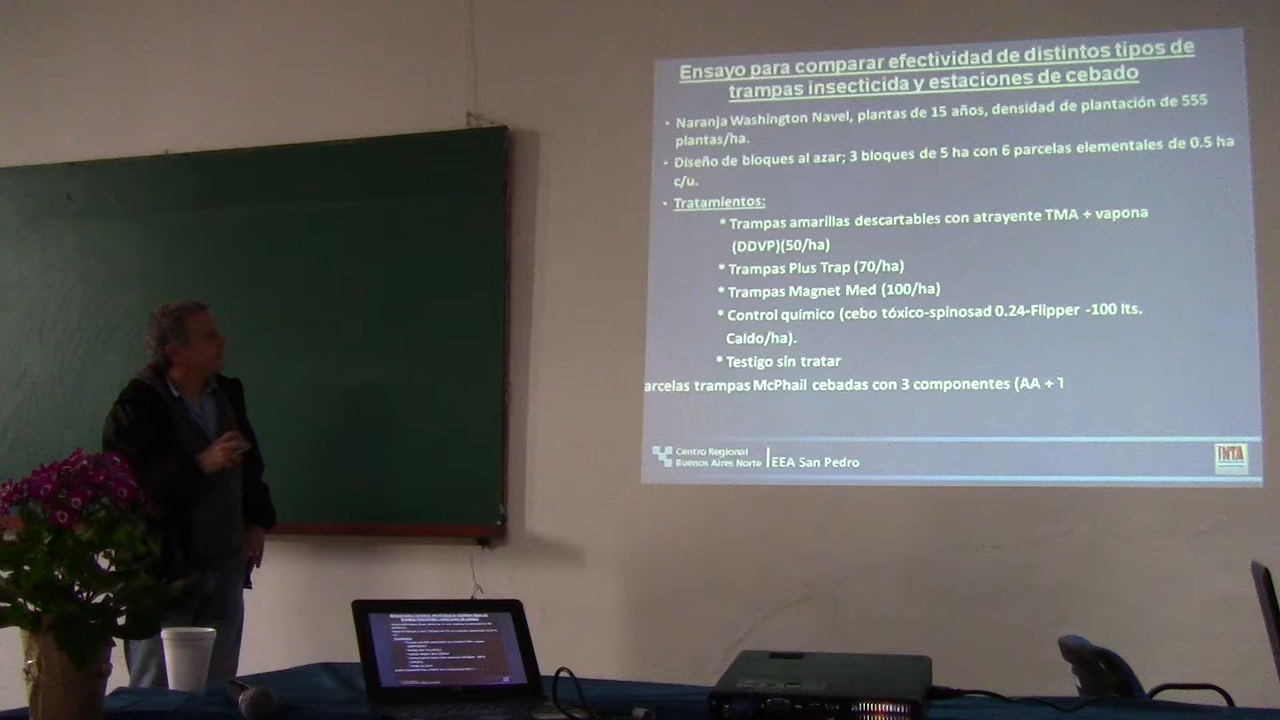 Ensayo para comparar efectividad de distintos tipos de
trampas insecticida y estaciones de cebado
• Naranja Washington Navel, plantas de 15 años, densidad de plantación de 555
plantas/ha.
• Diseño de bloques al azar; 3 bloques de 5 ha con 6 parcelas elementales de 0.5 ha
c/u.
• Tratamientos:
* Trampas amarillas descartables con atrayente TMA + vapona
(DDVP)(50/ha)
* Trampas Plus Trap (70/ha)
* Trampas Magnet Med (100/ha)
* Control químico (cebo tóxico-spinosad 0.24-Flipper -100 lts.
Caldo/ha).
* Testigo sin tratar
arcelas trampas McPhail cebadas con 3 componentes (AA + T
Centro Regional
Buenos Aires Norte
EEA San Pedro
INTA